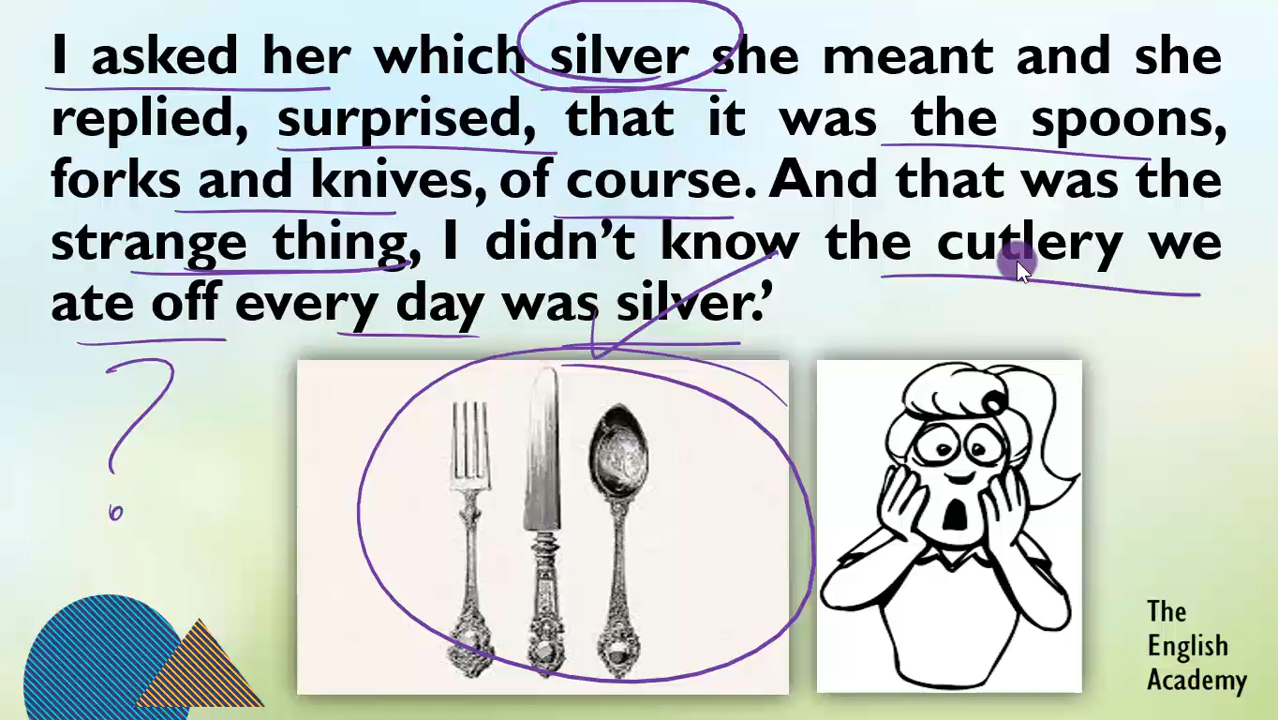 I asked her which silver she meant and she
replied, surprised, that it was the spoons,
forks and knives, of course. And that was the
strange thing, I didn’t know the cutlery we
ate off every day was silver.’
?
The
English
Academy